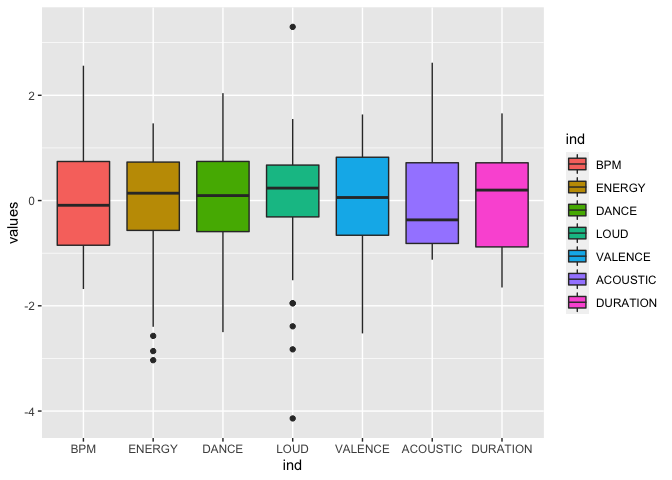 values
2
0
-2
-4
BPM ENERGY DANCE LOUD VALENCE ACOUSTIC DURATION
ind
ind
BPM
ENERGY
DANCE
LOUD
VALENCE
ACOUSTIC
DURATION